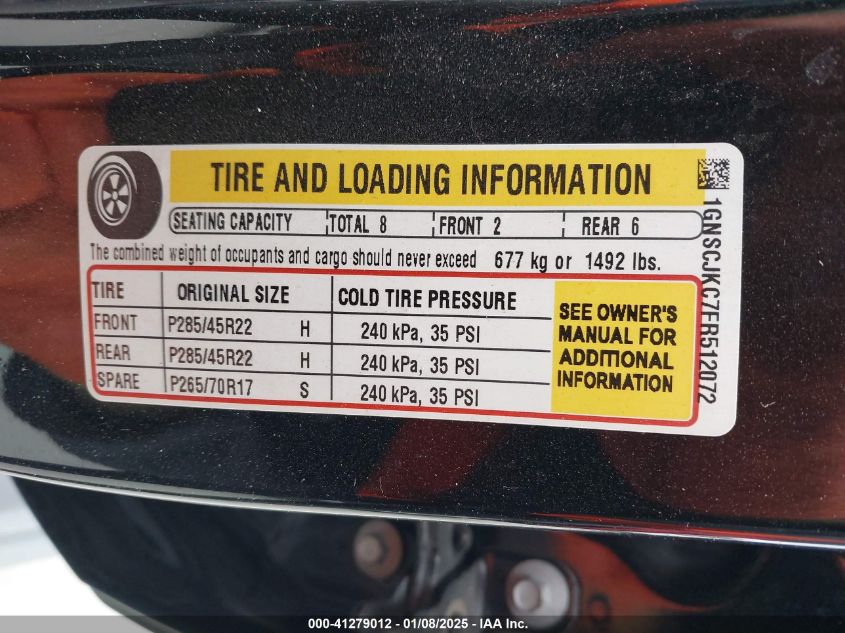 TIRE AND LOADING INFORMATION
SEATING CAPACITY TOTAL 8 FRONT 2 REAR 6
The combined weight of occupants and cargo should never exceed 677 kg or 1492 lbs.
TIRE ORIGINAL SIZE COLD TIRE PRESSURE
FRONT P285/45R22 H 240 kPa, 35 PSI
REAR P285/45R22 H 240 kPa, 35 PSI
SPARE P265/70R17 S 240 kPa, 35 PSI
SEE OWNER'S
MANUAL FOR
ADDITIONAL
INFORMATION
1GNSCJKC7FR512072
000-41279012 - 01/08/2025 - IAA Inc.